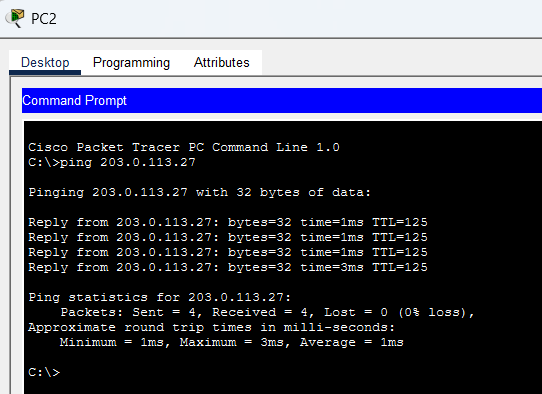 PC2
Desktop Programming Attributes
Command Prompt
Cisco Packet Tracer PC Command Line 1.0
C:\>ping 203.0.113.27
Pinging 203.0.113.27 with 32 bytes of data:
Reply from 203.0.113.27: bytes=32 time=1ms TTL=125
Reply from 203.0.113.27: bytes=32 time=1ms TTL=125
Reply from 203.0.113.27: bytes=32 time=1ms TTL=125
Reply from 203.0.113.27: bytes=32 time=3ms TTL=125
Ping statistics for 203.0.113.27:
    Packets: Sent = 4, Received = 4, Lost = 0 (0% loss),
Approximate round trip times in milli-seconds:
    Minimum = 1ms, Maximum = 3ms, Average = 1ms
C:\>